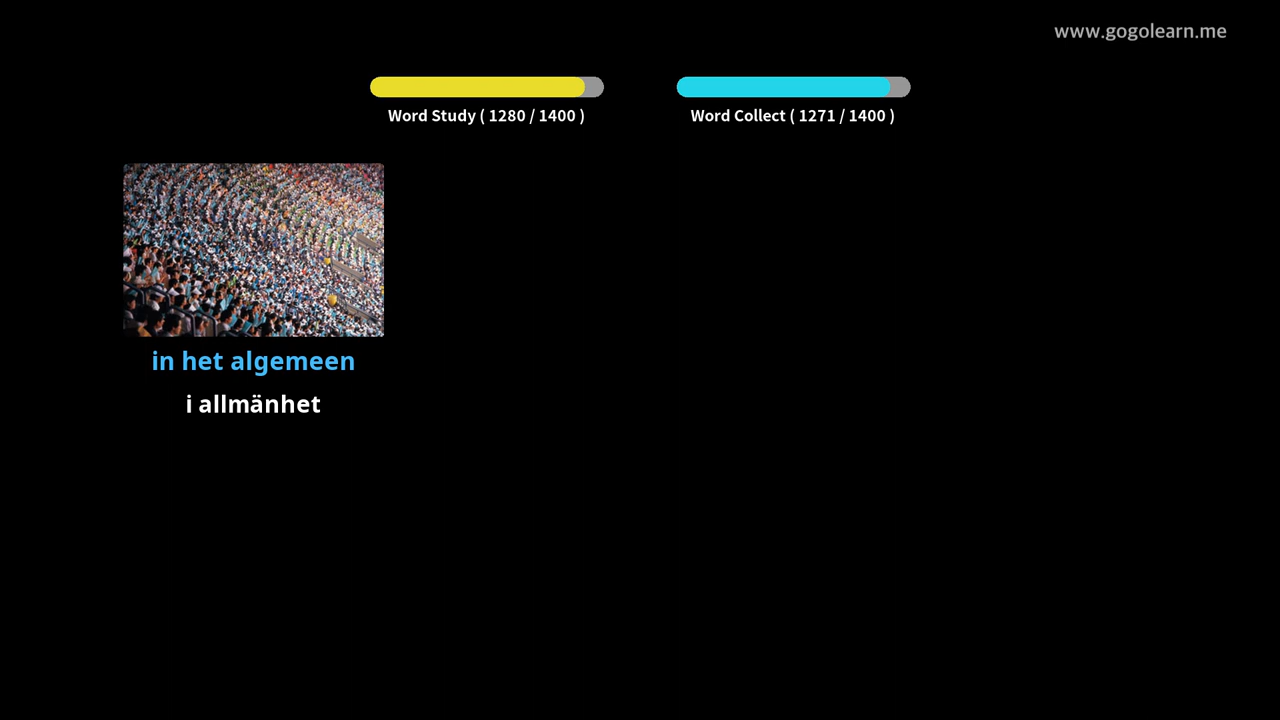 www.gogolearn.me
Word Study ( 1280 / 1400 )
Word Collect ( 1271 / 1400 )
in het algemeen
i allmänhet